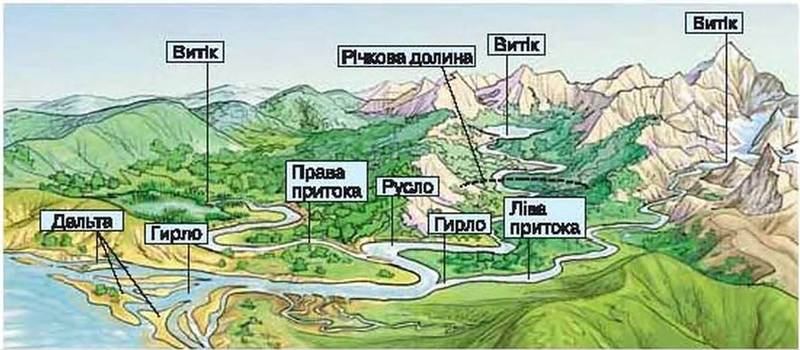 Витік
Річкова долина
Витік
Витік
Права
притока
Русло
Ліва
притока
Дельта
Гирло
Гирло